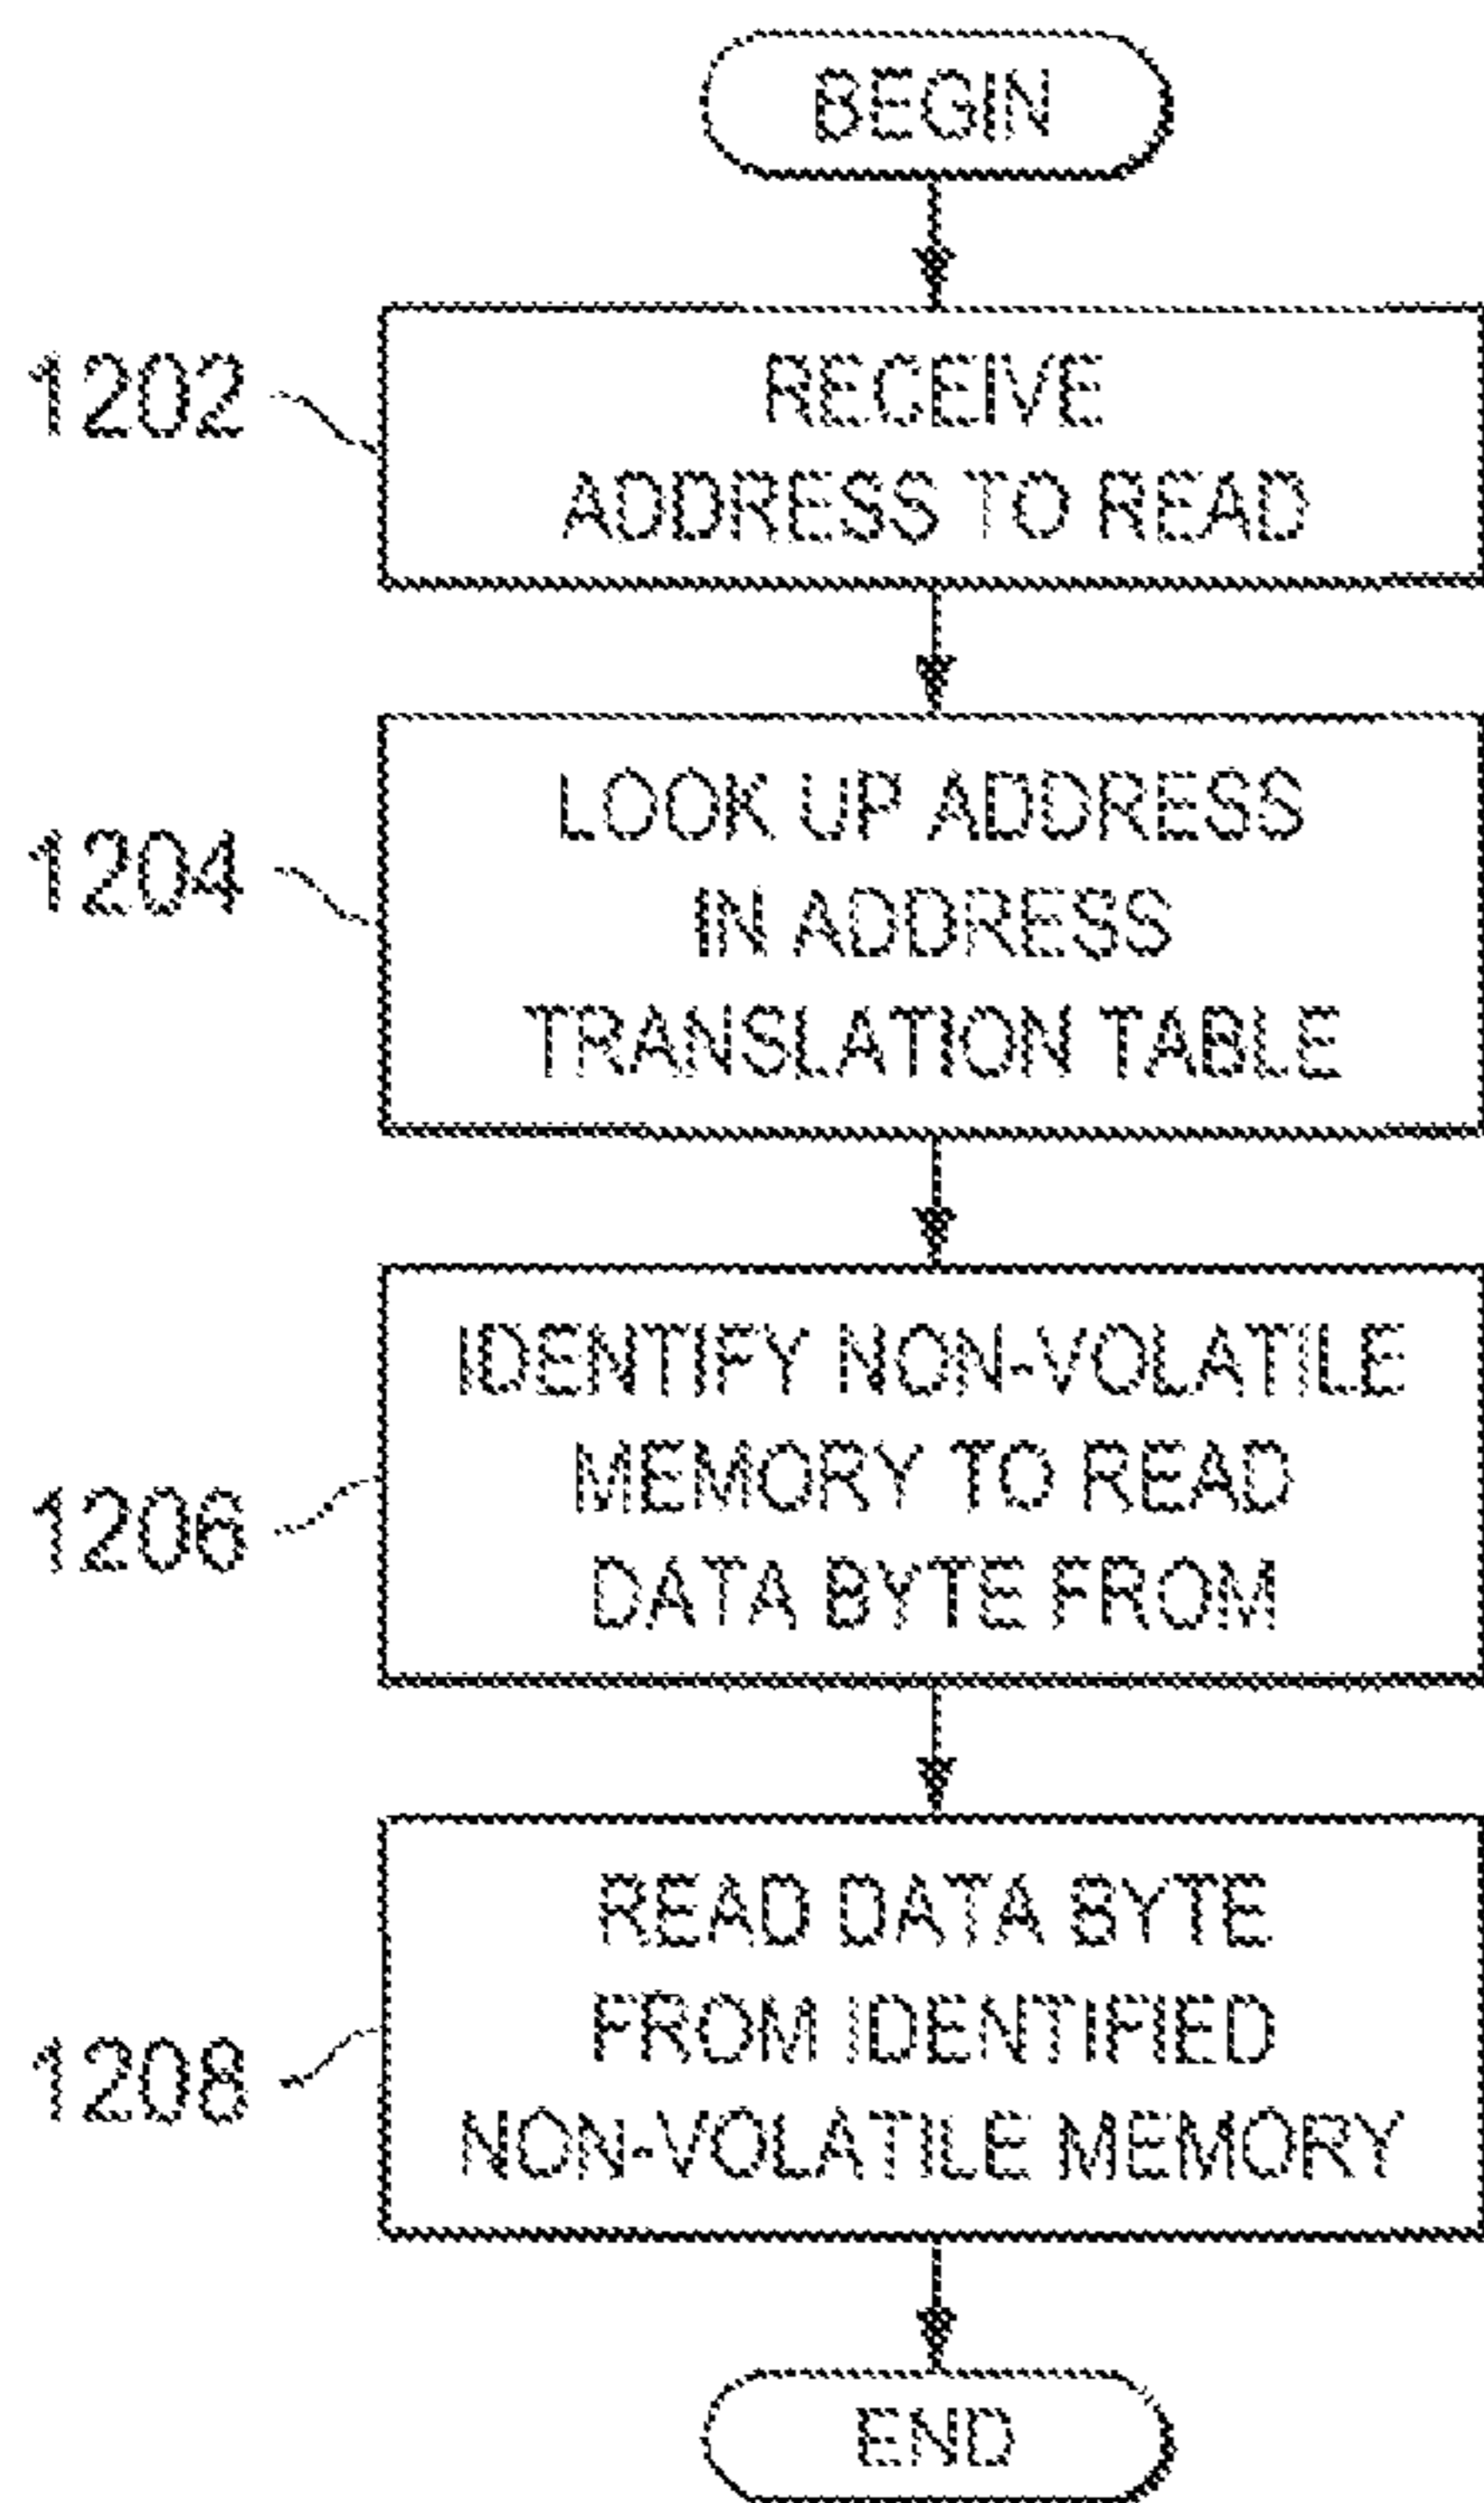 BEGIN
1202
RECEIVE
ADDRESS TO READ
1204
LOOK UP ADDRESS
IN ADDRESS
TRANSLATION TABLE
1206
IDENTIFY NON-VOLATILE
MEMORY TO READ
DATA BYTE FROM
1208
READ DATA BYTE
FROM IDENTIFIED
NON-VOLATILE MEMORY
END